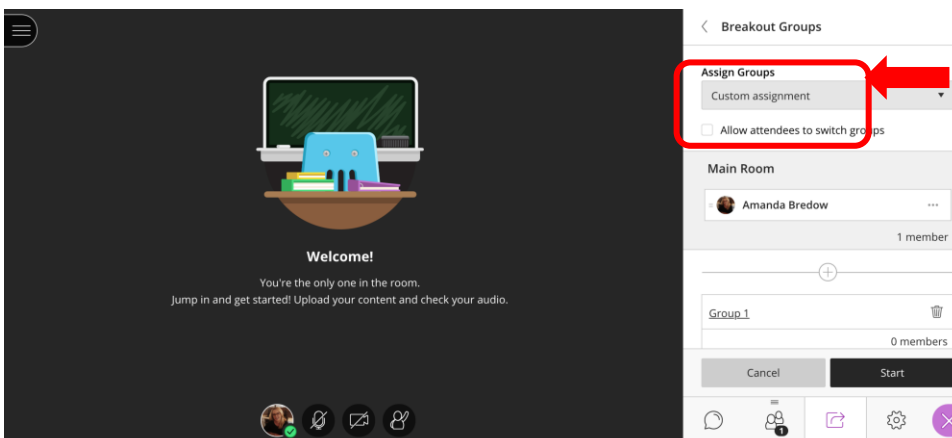 Breakout Groups
Assign Groups
Custom assignment
Allow attendees to switch groups
Main Room
Amanda Bredow
1 member
Welcome!
You're the only one in the room.
Jump in and get started! Upload your content and check your audio.
Group 1
0 members
Cancel
Start
1